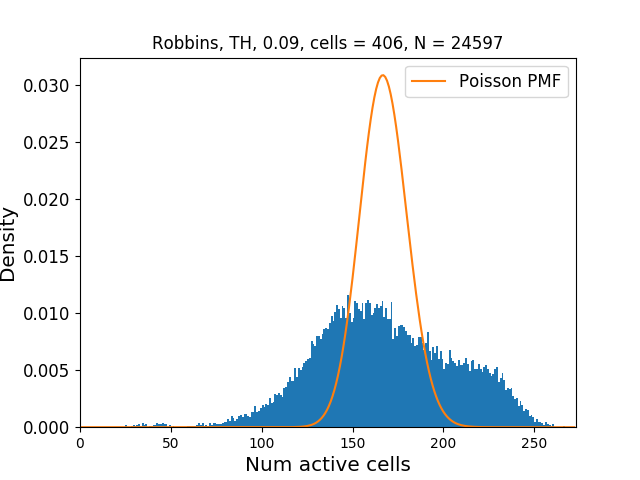 Robbins, TH, 0.09, cells = 406, N = 24597
Poisson PMF
Density
0.030
0.025
0.020
0.015
0.010
0.005
0.000
0 50 100 150 200 250
Num active cells